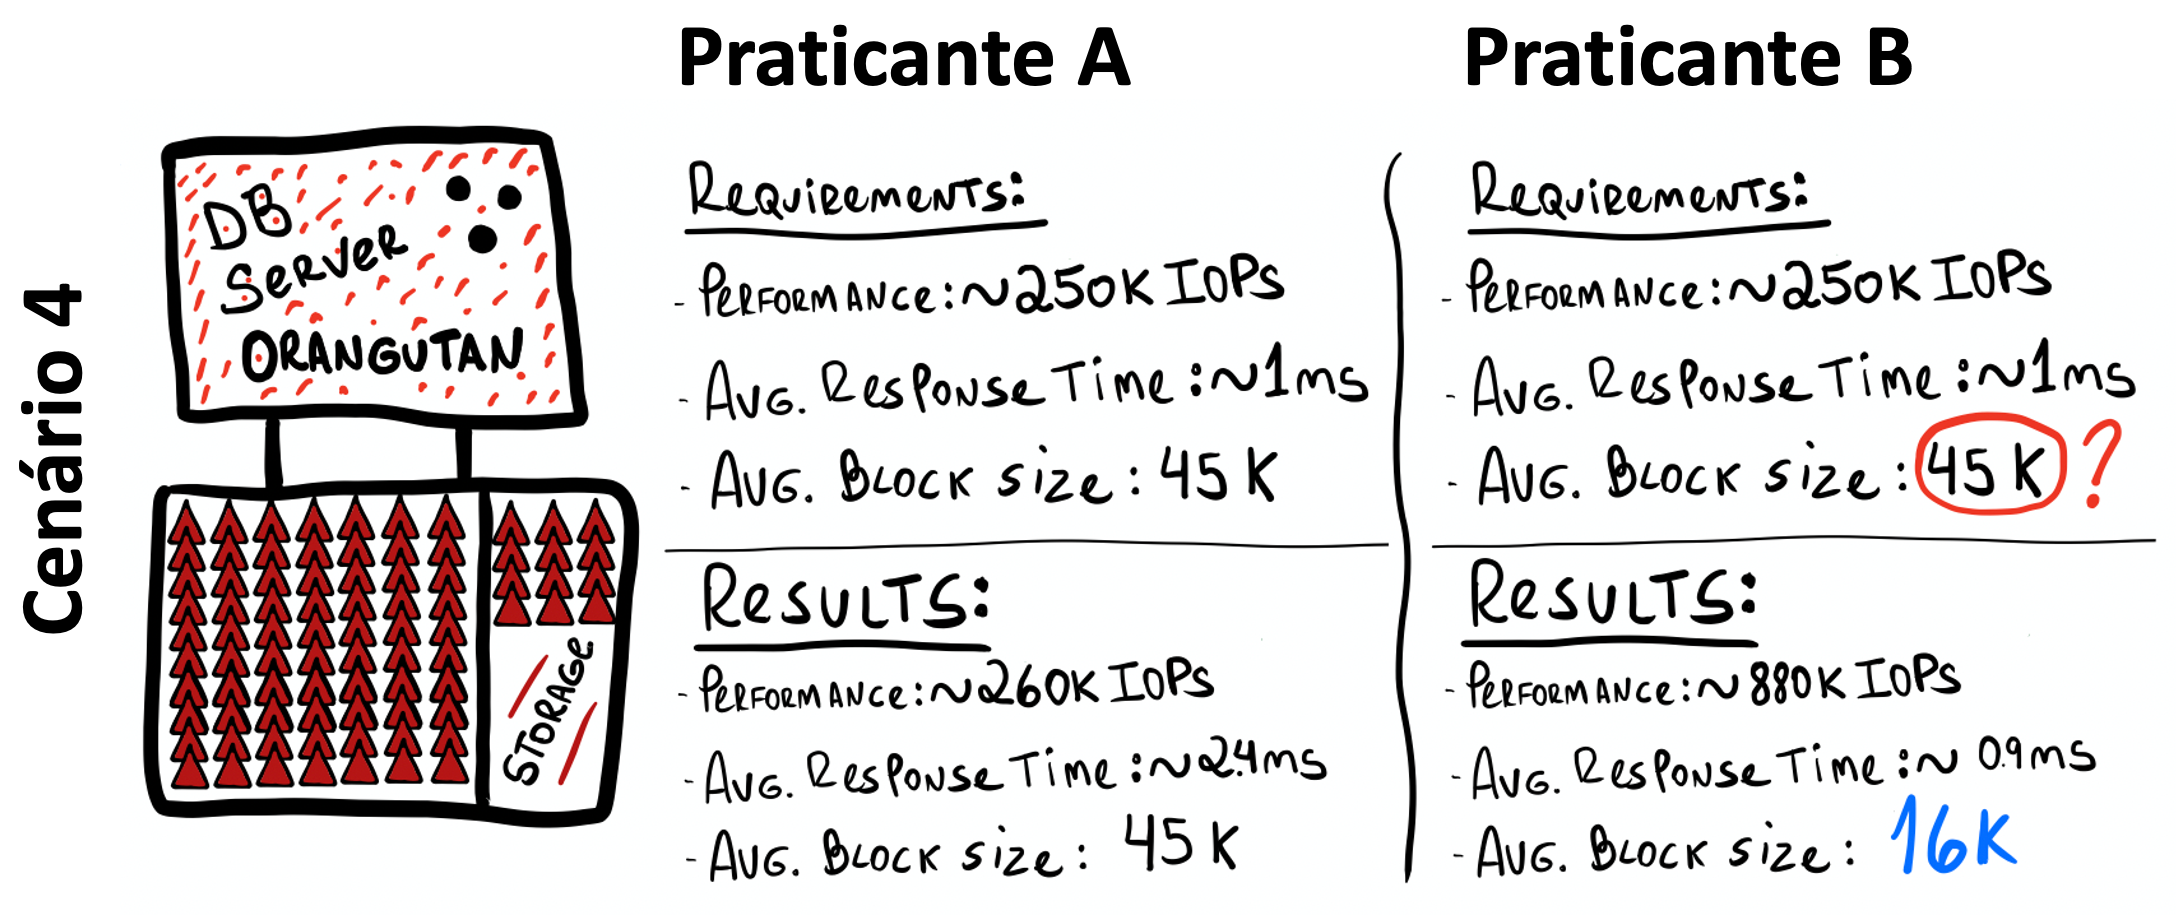 Cenário 4
DB
Server
ORANGUTAN
STORAGE
Praticante A
Requirements:
- Performance: ~250K IOPs
- Avg. Response Time: ~1ms
- Avg. Block size: 45K
Results:
- Performance: ~260K IOPs
- Avg. Response Time: ~2.4ms
- Avg. Block size: 45K
Praticante B
Requirements:
- Performance: ~250K IOPs
- Avg. Response Time: ~1ms
- Avg. Block size: 45K ?
Results:
- Performance: ~880K IOPs
- Avg. Response Time: ~0.9ms
- Avg. Block size: 16K